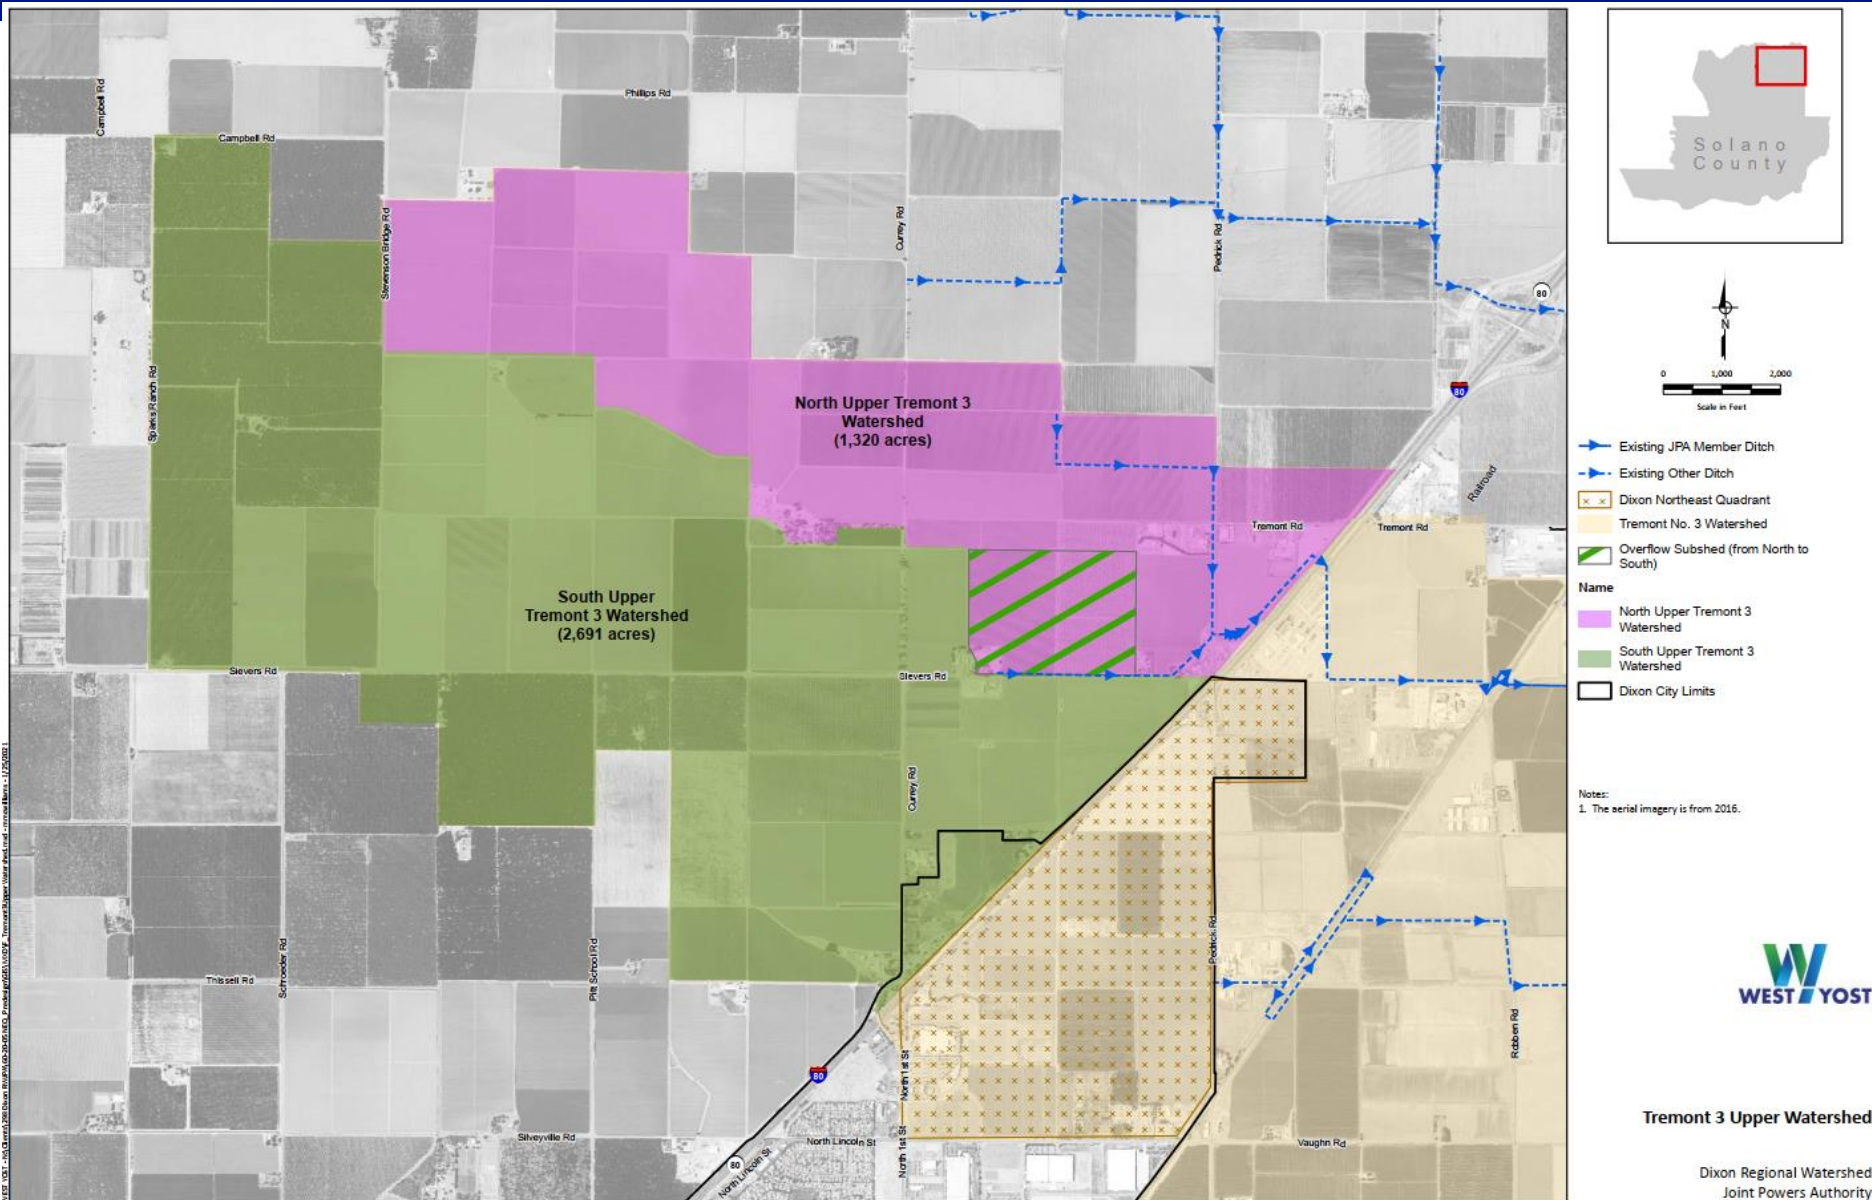 Campbell Rd
Phillips Rd
Campbell Rd
Stevenson Bridge Rd
Currey Rd
Pedrick Rd
80
Sparks Ranch Rd
North Upper Tremont 3
Watershed
(1,320 acres)
80
Railroad
Tremont Rd
Tremont Rd
South Upper
Tremont 3 Watershed
(2,691 acres)
Sievers Rd
Sievers Rd
Currey Rd
Schroeder Rd
Pitt School Rd
Pedrick Rd
Thissell Rd
Robben Rd
80
North 1st St
North 1st St
Silveyville Rd
North Lincoln St
Vaughn Rd
80
North Lincoln St
Solano
County
N
0 1,000 2,000
Scale in Feet
Existing JPA Member Ditch
Existing Other Ditch
Dixon Northeast Quadrant
Tremont No. 3 Watershed
Overflow Subshed (from North to
South)
Name
North Upper Tremont 3
Watershed
South Upper Tremont 3
Watershed
Dixon City Limits
Notes:
1. The aerial imagery is from 2016.
WEST YOST
Tremont 3 Upper Watershed
Dixon Regional Watershed
Joint Powers Authority